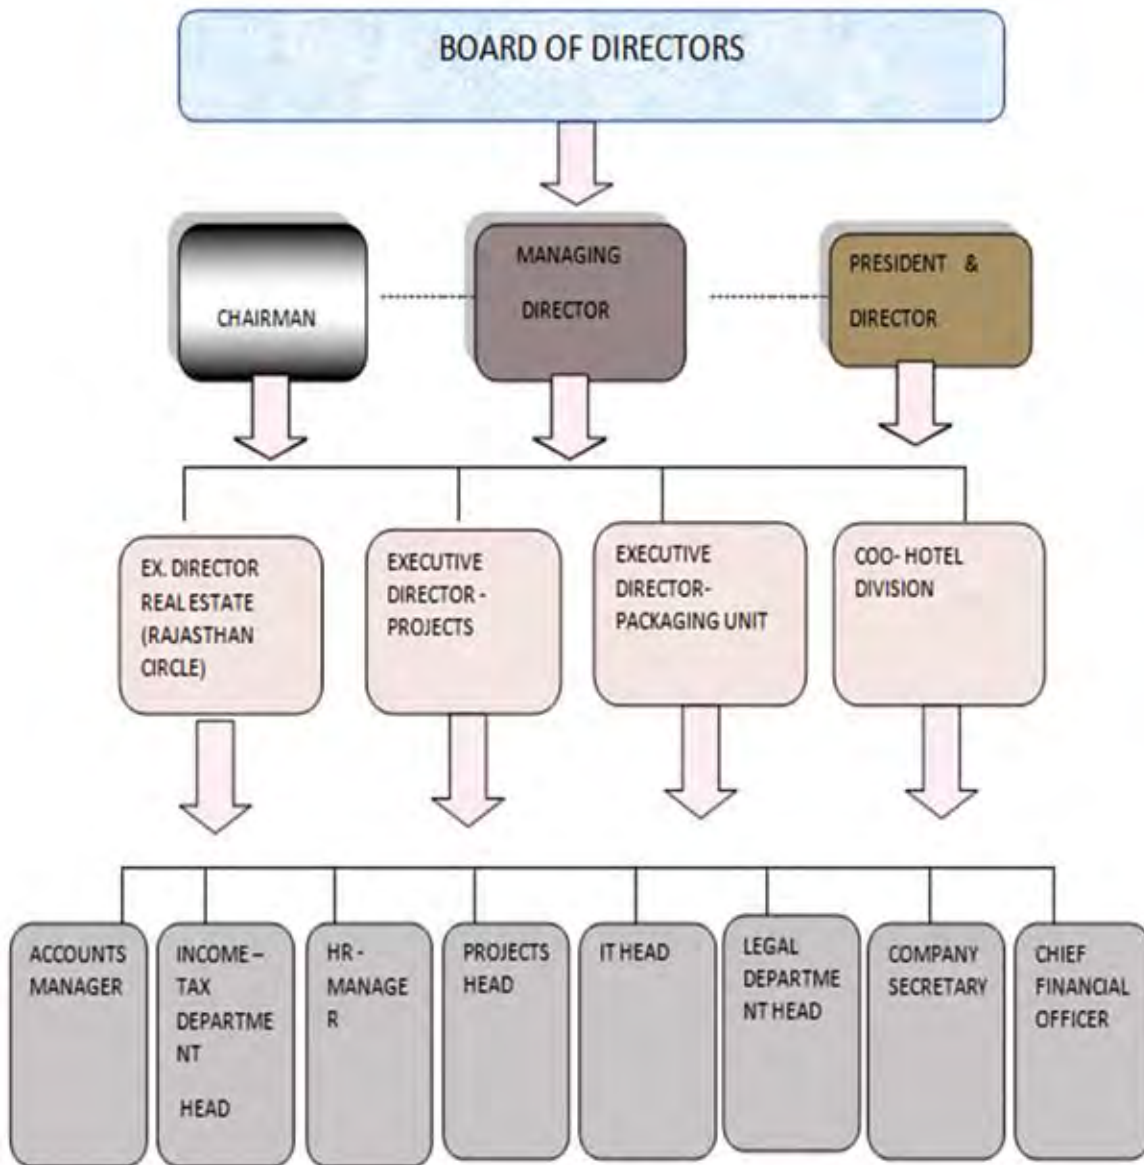 BOARD OF DIRECTORS
CHAIRMAN
MANAGING
DIRECTOR
PRESIDENT &
DIRECTOR
EX. DIRECTOR
REAL ESTATE
(RAJASTHAN
CIRCLE)
EXECUTIVE
DIRECTOR -
PROJECTS
EXECUTIVE
DIRECTOR-
PACKAGING UNIT
COO- HOTEL
DIVISION
ACCOUNTS
MANAGER
INCOME –
TAX
DEPARTME
NT
HEAD
HR -
MANAGE
R
PROJECTS
HEAD
IT HEAD
LEGAL
DEPARTME
NT HEAD
COMPANY
SECRETARY
CHIEF
FINANCIAL
OFFICER